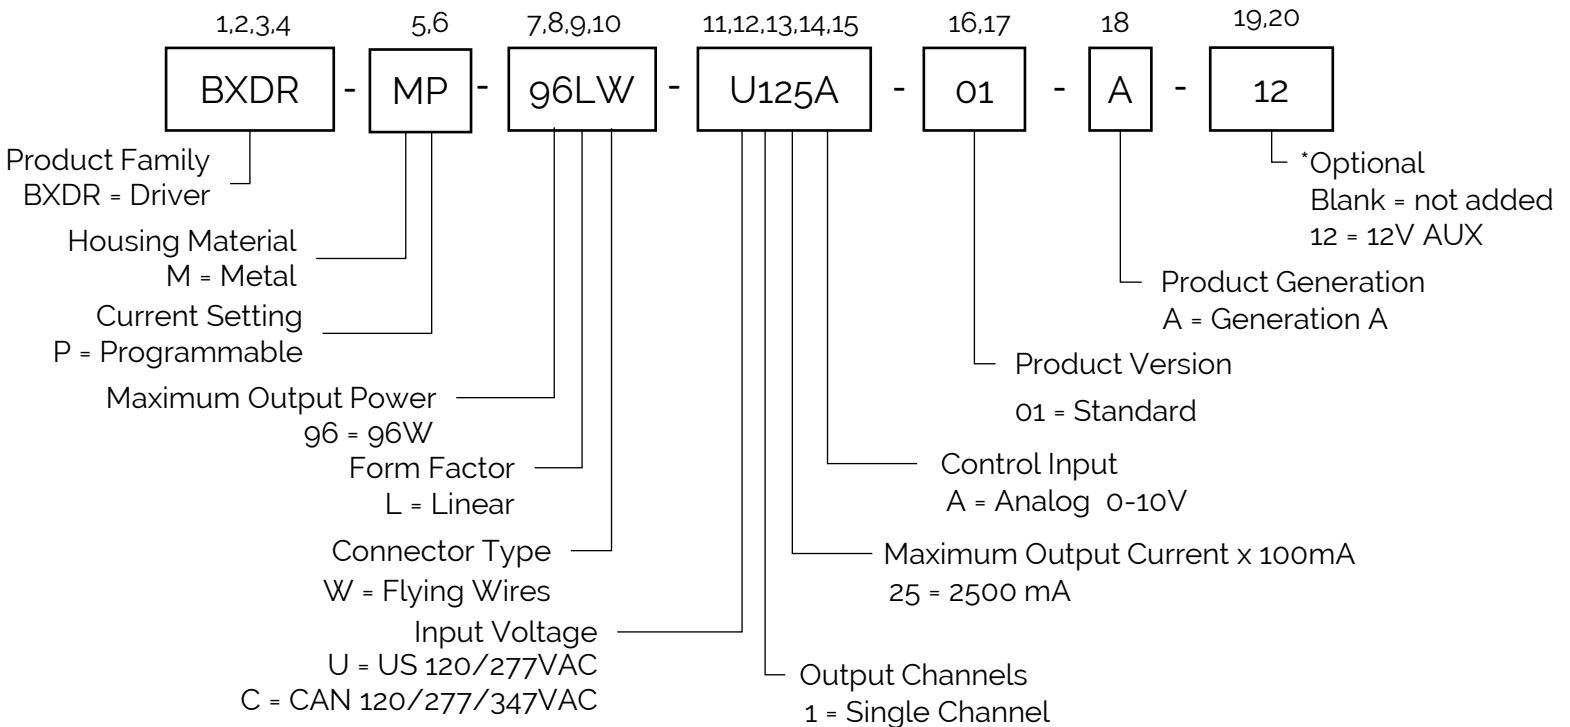 1,2,3,4 5,6 7,8,9,10 11,12,13,14,15 16,17 18 19,20
BXDR - MP - 96LW - U125A - 01 - A - 12
Product Family
BXDR = Driver
Housing Material
M = Metal
Current Setting
P = Programmable
Maximum Output Power
96 = 96W
Form Factor
L = Linear
Connector Type
W = Flying Wires
Input Voltage
U = US 120/277VAC
C = CAN 120/277/347VAC
Output Channels
1 = Single Channel
Maximum Output Current x 100mA
25 = 2500 mA
Control Input
A = Analog 0-10V
Product Version
01 = Standard
Product Generation
A = Generation A
*Optional
Blank = not added
12 = 12V AUX